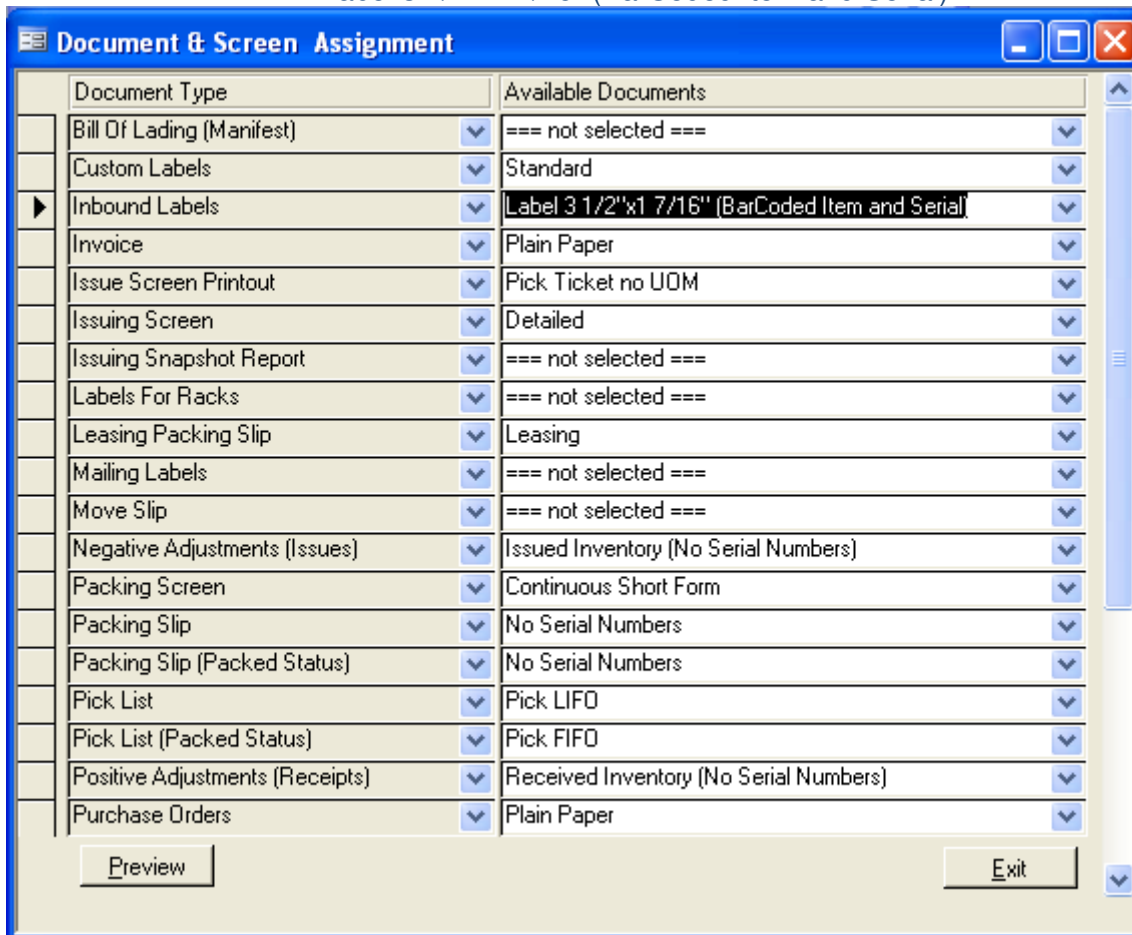 Document & Screen Assignment
Document Type Available Documents
Bill Of Lading (Manifest) === not selected ===
Custom Labels Standard
Inbound Labels Label 3 1/2"x1 7/16" (BarCoded Item and Serial)
Invoice Plain Paper
Issue Screen Printout Pick Ticket no UOM
Issuing Screen Detailed
Issuing Snapshot Report === not selected ===
Labels For Racks === not selected ===
Leasing Packing Slip Leasing
Mailing Labels === not selected ===
Move Slip === not selected ===
Negative Adjustments (Issues) Issued Inventory (No Serial Numbers)
Packing Screen Continuous Short Form
Packing Slip No Serial Numbers
Packing Slip (Packed Status) No Serial Numbers
Pick List Pick LIFO
Pick List (Packed Status) Pick FIFO
Positive Adjustments (Receipts) Received Inventory (No Serial Numbers)
Purchase Orders Plain Paper
Preview Exit